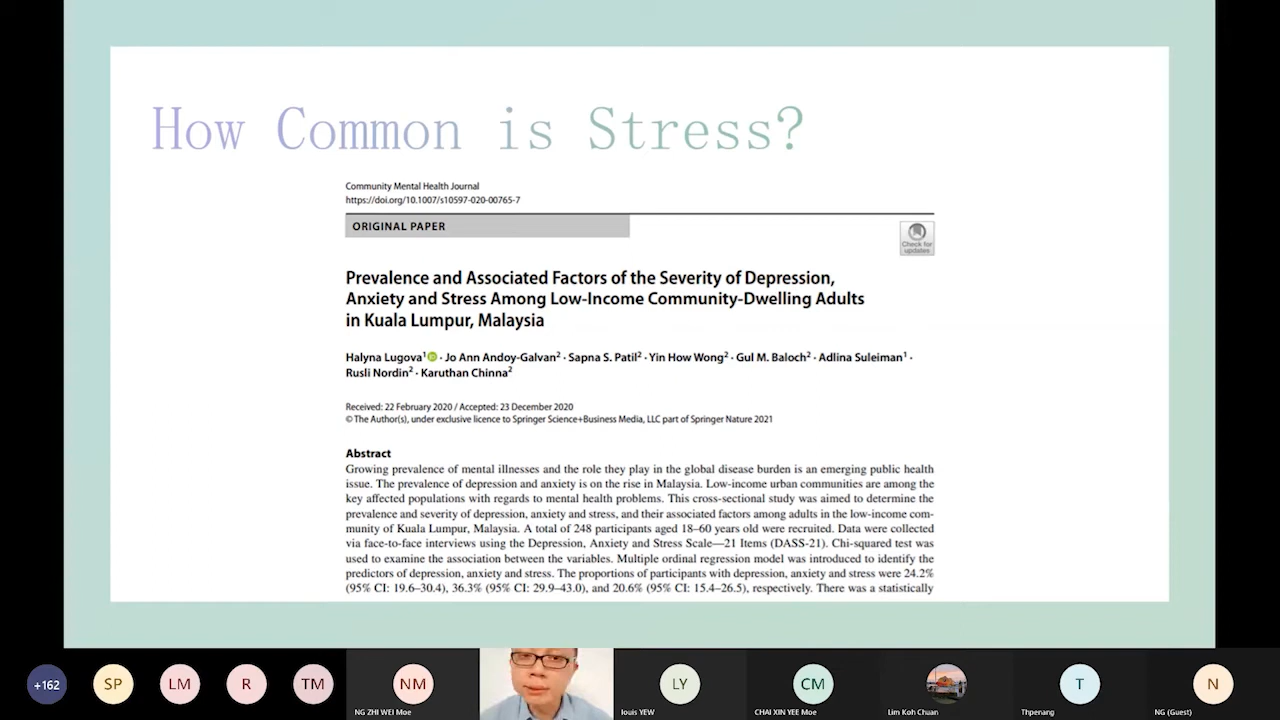 How Common is Stress?
Community Mental Health Journal
https://doi.org/10.1007/s10597-020-00765-7
ORIGINAL PAPER
Check for
updates
Prevalence and Associated Factors of the Severity of Depression,
Anxiety and Stress Among Low-Income Community-Dwelling Adults
in Kuala Lumpur, Malaysia
Halyna Lugova1 · Jo Ann Andoy-Galvan2 · Sapna S. Patil2 · Yin How Wong2 · Gul M. Baloch2 · Adlina Suleiman1 ·
Rusli Nordin2 · Karuthan Chinna2
Received: 22 February 2020 / Accepted: 23 December 2020
© The Author(s), under exclusive licence to Springer Science+Business Media, LLC part of Springer Nature 2021
Abstract
Growing prevalence of mental illnesses and the role they play in the global disease burden is an emerging public health
issue. The prevalence of depression and anxiety is on the rise in Malaysia. Low-income urban communities are among the
key affected populations with regards to mental health problems. This cross-sectional study was aimed to determine the
prevalence and severity of depression, anxiety and stress, and their associated factors among adults in the low-income com-
munity of Kuala Lumpur, Malaysia. A total of 248 participants aged 18–60 years old were recruited. Data were collected
via face-to-face interviews using the Depression, Anxiety and Stress Scale—21 Items (DASS-21). Chi-squared test was
used to examine the association between the variables. Multiple ordinal regression model was introduced to identify the
predictors of depression, anxiety and stress. The proportions of participants with depression, anxiety and stress were 24.2%
(95% CI: 19.6–30.4), 36.3% (95% CI: 29.9–43.0), and 20.6% (95% CI: 15.4–26.5), respectively. There was a statistically
+162
SP
LM
R
TM
NM
LY
CM
T
N
NG ZHI WEI Moe
louis YEW
CHAI XIN YEE Moe
Lim Koh Chuan
Thpenang
NG (Guest)